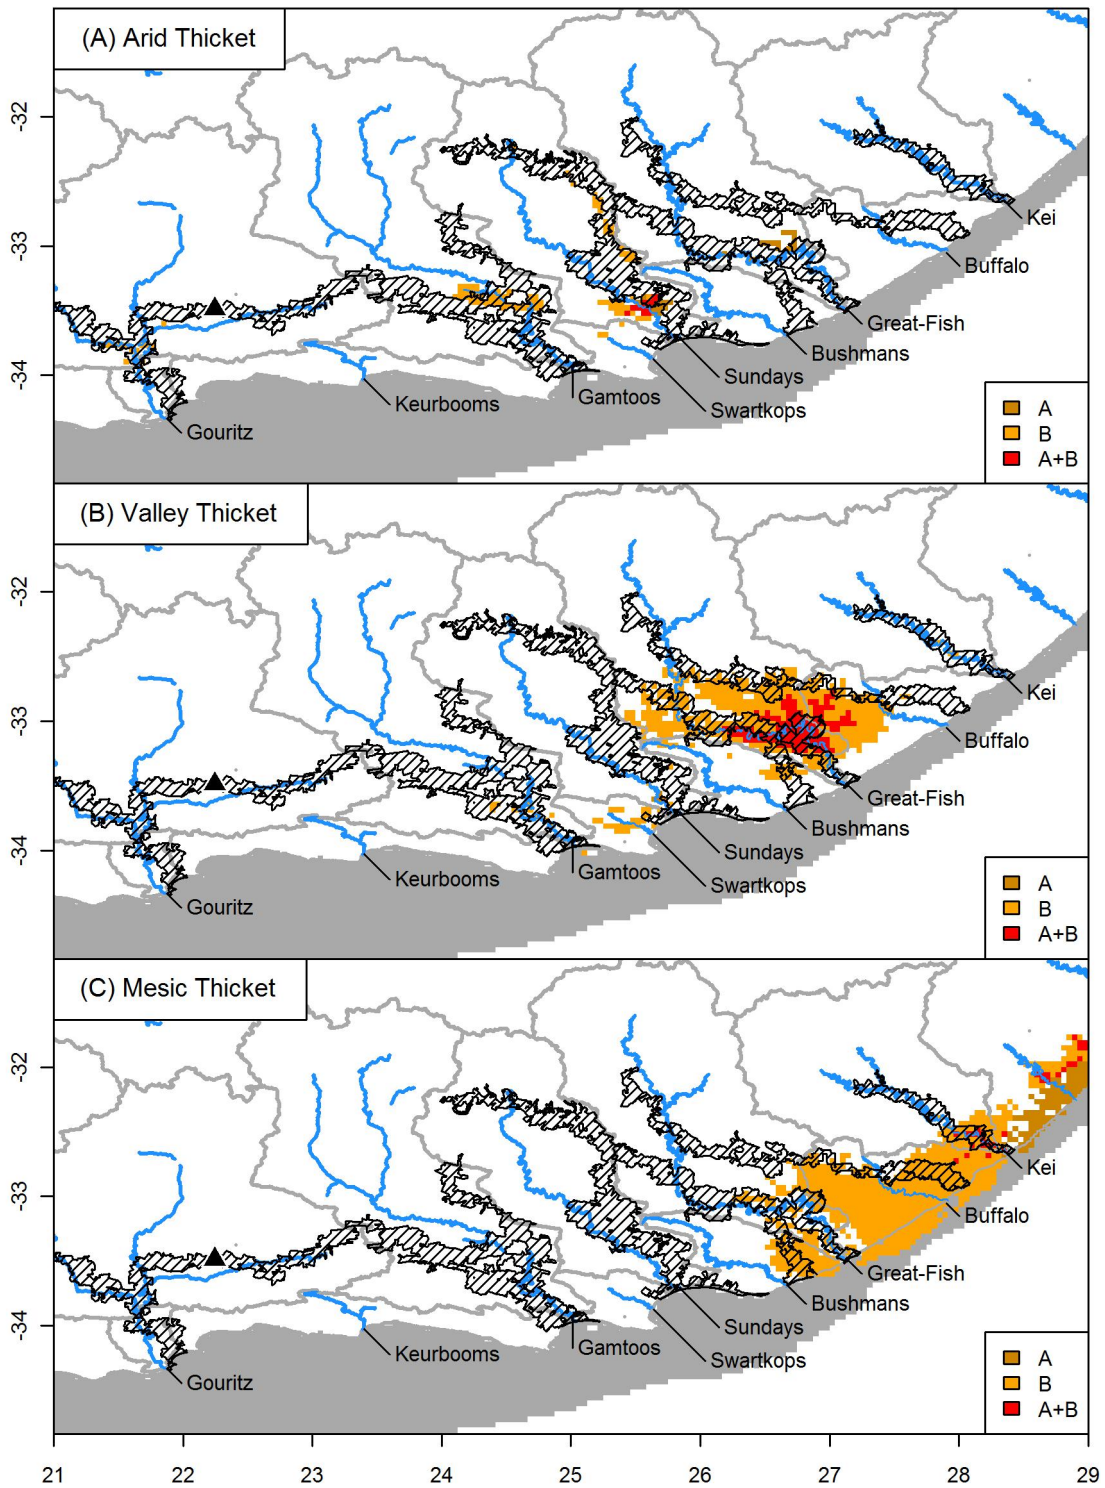 (A) Arid Thicket
-32
-33
-34
Kei
Buffalo
Great-Fish
Bushmans
Sundays
Swartkops
Gamtoos
Keurbooms
Gouritz
A
B
A+B
(B) Valley Thicket
-32
-33
-34
Kei
Buffalo
Great-Fish
Bushmans
Sundays
Swartkops
Gamtoos
Keurbooms
Gouritz
A
B
A+B
(C) Mesic Thicket
-32
-33
-34
Kei
Buffalo
Great-Fish
Bushmans
Sundays
Swartkops
Gamtoos
Keurbooms
Gouritz
A
B
A+B
21 22 23 24 25 26 27 28 29